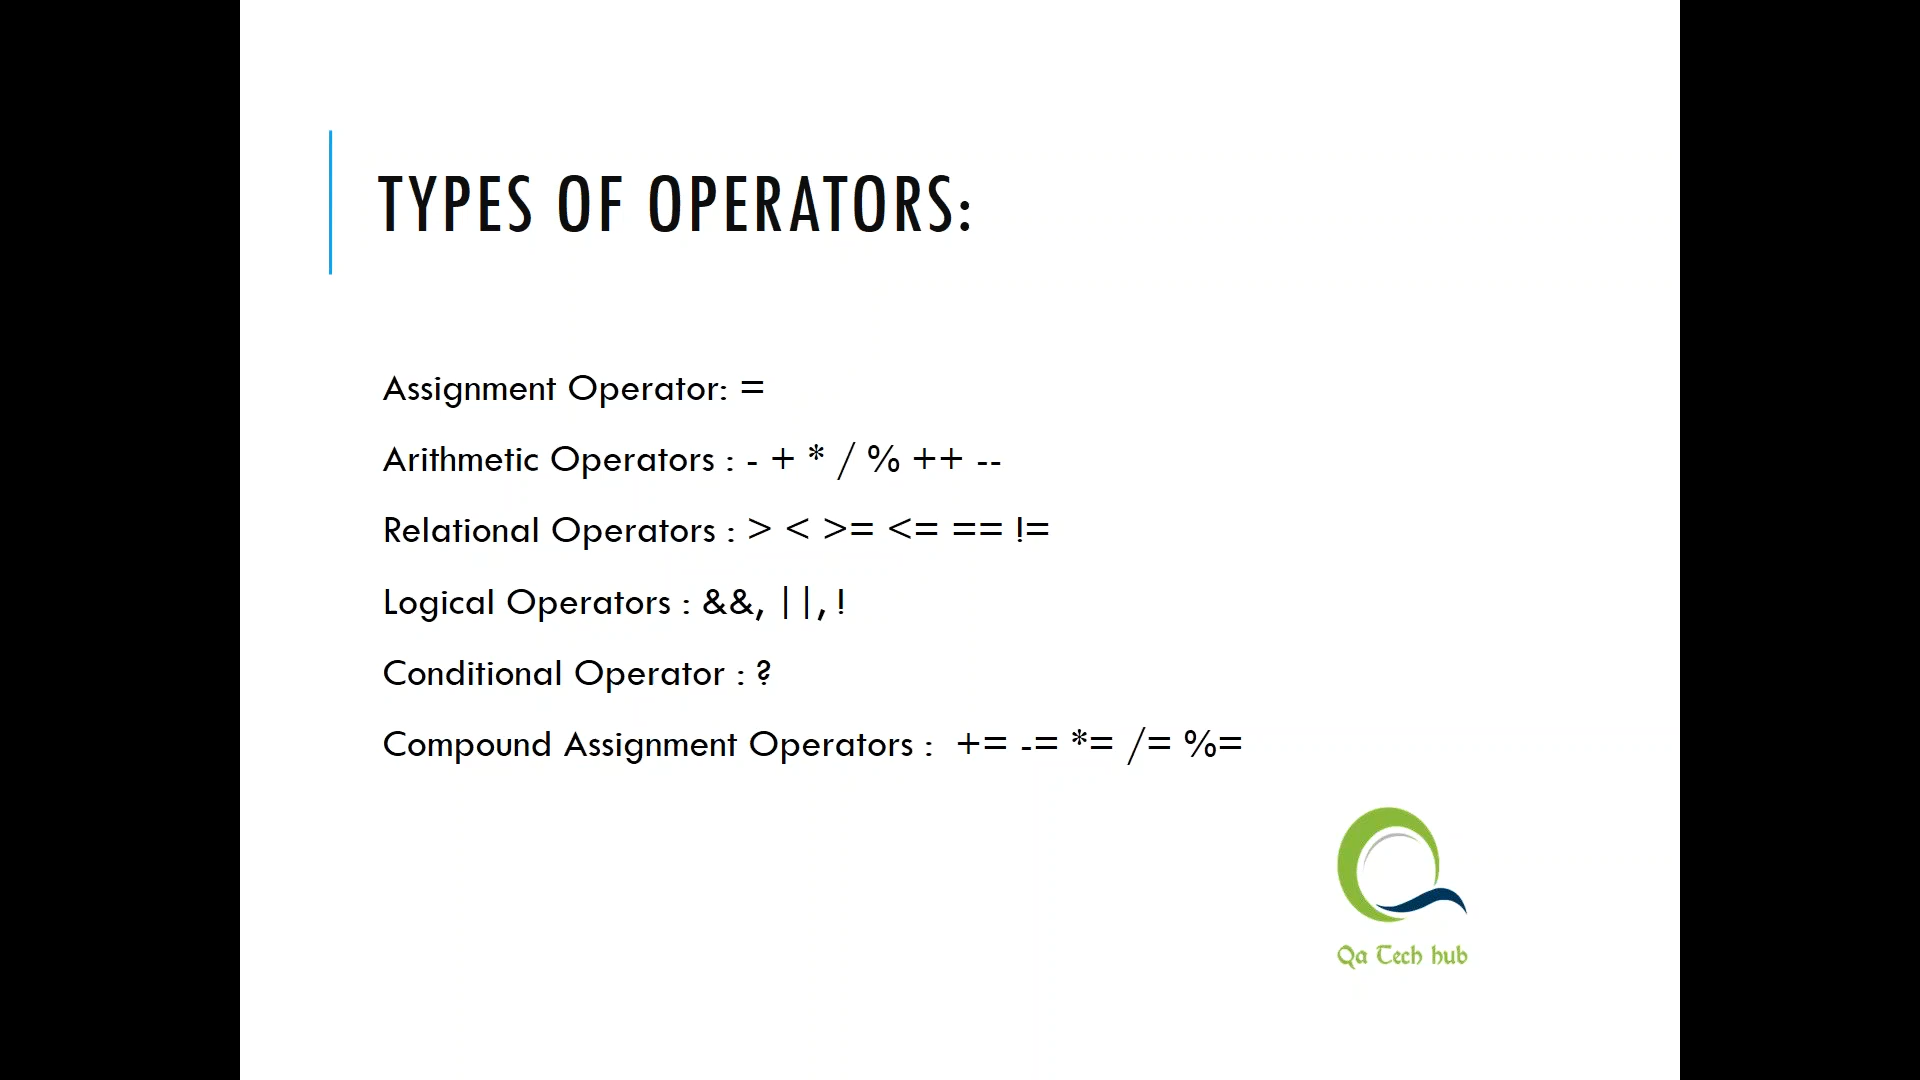 TYPES OF OPERATORS:
Assignment Operator: =
Arithmetic Operators : - + * / % ++ --
Relational Operators : > < >= <= == !=
Logical Operators : &&, ||, !
Conditional Operator : ?
Compound Assignment Operators :  += -= *= /= %=
Qa Tech hub